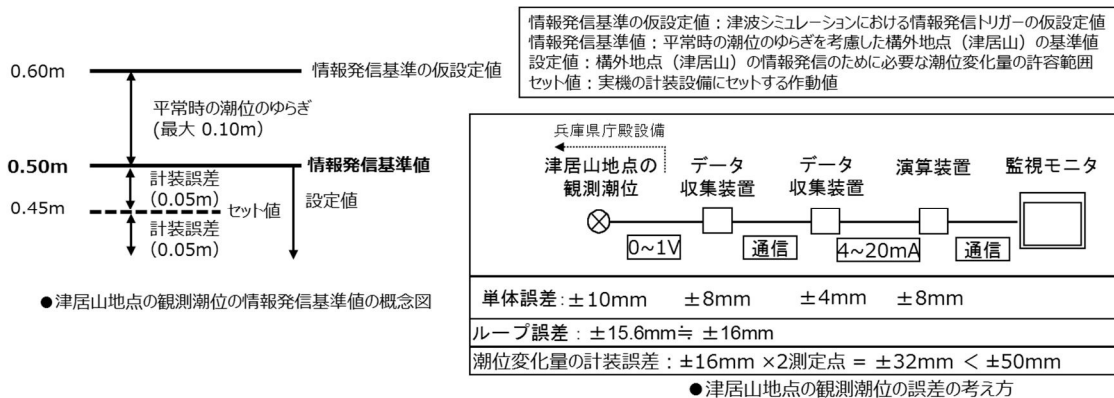 情報発信基準の仮設定値：津波シミュレーションにおける情報発信トリガーの仮設定値
情報発信基準値：平常時の潮位のゆらぎを考慮した構外地点（津居山）の基準値
設定値：構外地点（津居山）の情報発信のために必要な潮位変化量の許容範囲
セット値：実機の計装設備にセットする作動値
0.60m
情報発信基準の仮設定値
平常時の潮位のゆらぎ
(最大 0.10m)
0.50m
情報発信基準値
計装誤差
(0.05m)
設定値
0.45m
セット値
計装誤差
(0.05m)
●津居山地点の観測潮位の情報発信基準値の概念図
兵庫県庁殿設備
津居山地点の
観測潮位
データ
収集装置
データ
収集装置
演算装置
監視モニタ
0~1V
通信
4~20mA
通信
単体誤差：±10mm ±8mm ±4mm ±8mm
ループ誤差：±15.6mm≒ ±16mm
潮位変化量の計装誤差：±16mm ×2測定点 = ±32mm ＜ ±50mm
●津居山地点の観測潮位の誤差の考え方